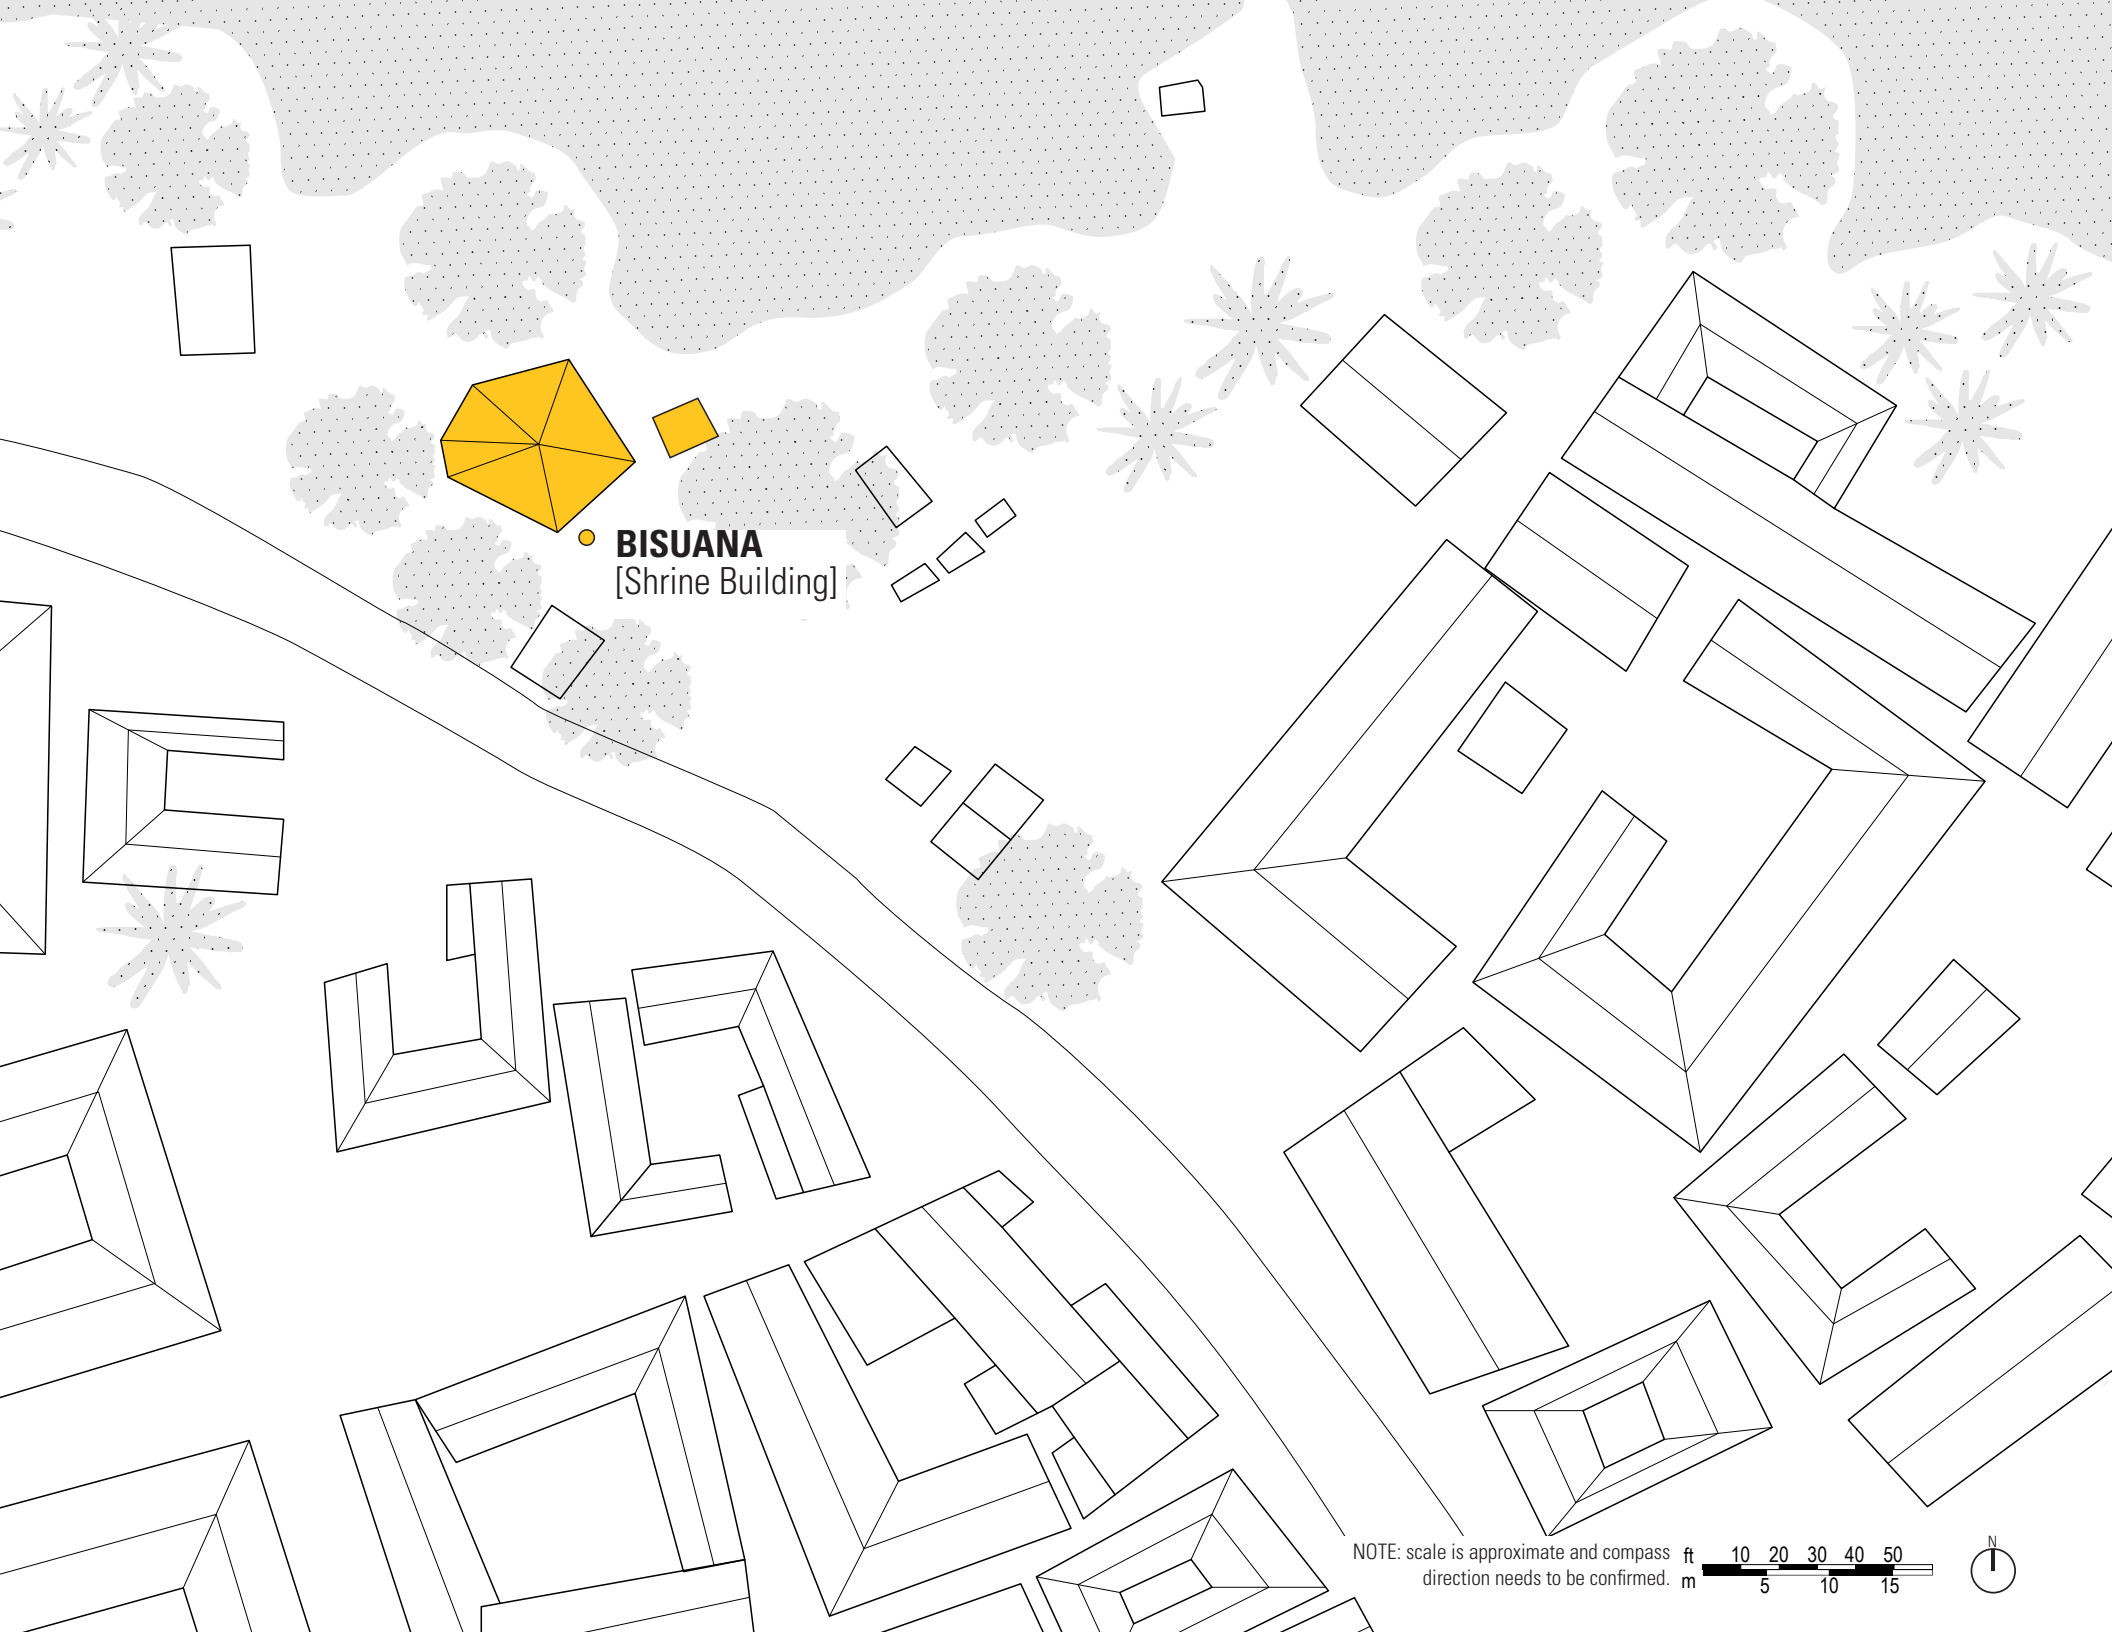 BISUANA
[Shrine Building]
NOTE: scale is approximate and compass
direction needs to be confirmed.
ft 10 20 30 40 50
m 5 10 15
N